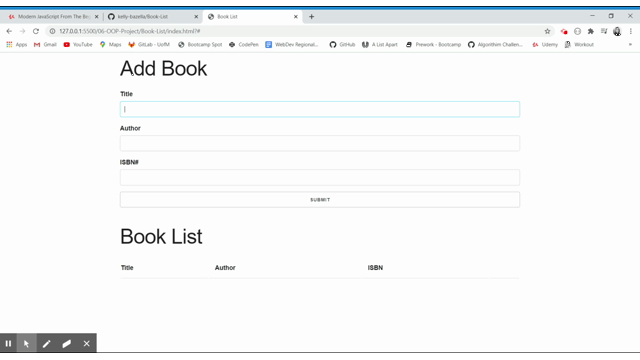 Modern JavaScript From The Be
kelly-bazella/Book-List
Book List
127.0.0.1:5500/06-OOP-Project/Book-List/index.html?#
Apps Gmail YouTube Maps GitLab - UofM Bootcamp Spot CodePen WebDev Regional... GitHub A List Apart Prework - Bootcamp Algorithim Challen... Udemy Workout
Add Book
Title
Author
ISBN#
SUBMIT
Book List
Title Author ISBN